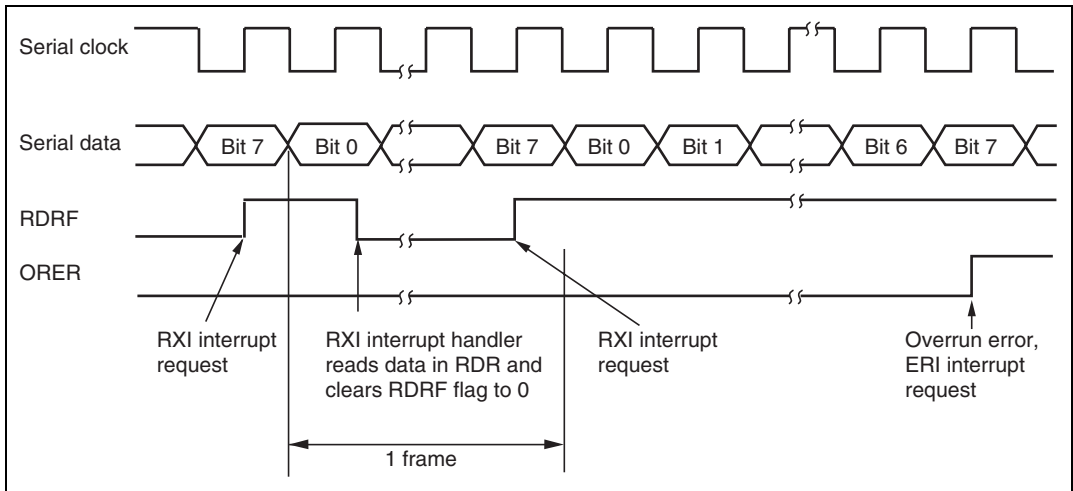 Serial clock
Serial data
Bit 7
Bit 0
Bit 7
Bit 0
Bit 1
Bit 6
Bit 7
RDRF
ORER
RXI interrupt
request
RXI interrupt handler
reads data in RDR and
clears RDRF flag to 0
RXI interrupt
request
Overrun error,
ERI interrupt
request
1 frame